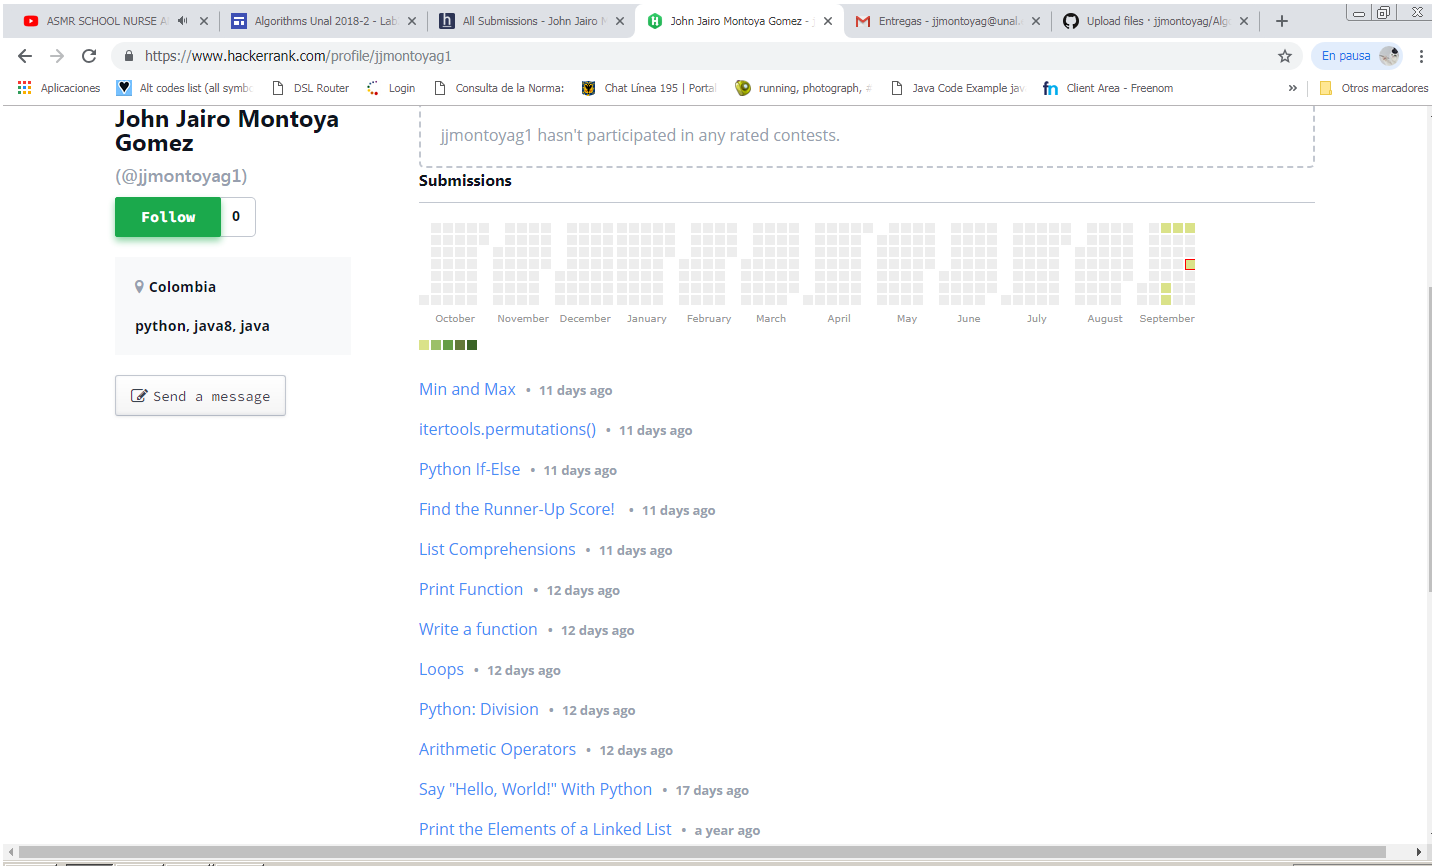 ASMR SCHOOL NURSE A
Algorithms Unal 2018-2 - Lab
All Submissions - John Jairo M
John Jairo Montoya Gomez - j
Entregas - jjmontoyag@unal.
Upload files · jjmontoyag/Algo
https://www.hackerrank.com/profile/jjmontoyag1
En pausa
Aplicaciones
Alt codes list (all symbo
DSL Router
Login
Consulta de la Norma:
Chat Línea 195 | Portal
running, photograph, #
Java Code Example jav
fn Client Area - Freenom
»
Otros marcadores
John Jairo Montoya
Gomez
(@jjmontoyag1)
Follow 0
Colombia
python, java8, java
Send a message
jjmontoyag1 hasn't participated in any rated contests.
Submissions
October November December January February March April May June July August September
Min and Max • 11 days ago
itertools.permutations() • 11 days ago
Python If-Else • 11 days ago
Find the Runner-Up Score! • 11 days ago
List Comprehensions • 11 days ago
Print Function • 12 days ago
Write a function • 12 days ago
Loops • 12 days ago
Python: Division • 12 days ago
Arithmetic Operators • 12 days ago
Say "Hello, World!" With Python • 17 days ago
Print the Elements of a Linked List • a year ago